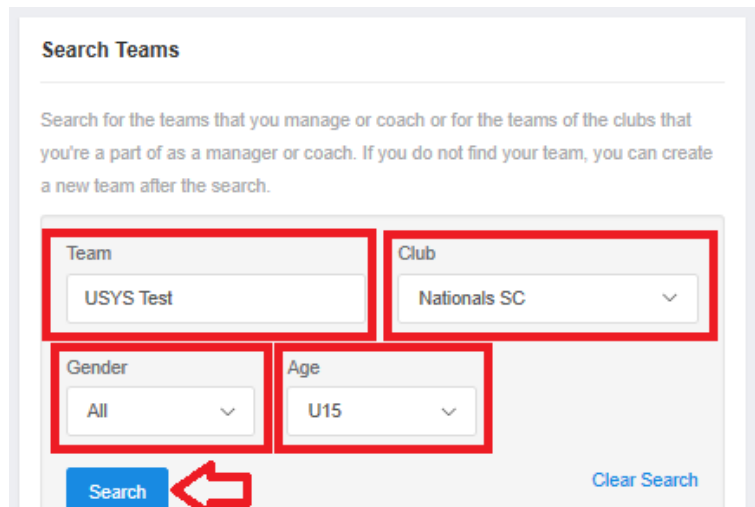 Search Teams
Search for the teams that you manage or coach or for the teams of the clubs that
you're a part of as a manager or coach. If you do not find your team, you can create
a new team after the search.
Team Club
USYS Test Nationals SC
Gender Age
All U15
Search Clear Search